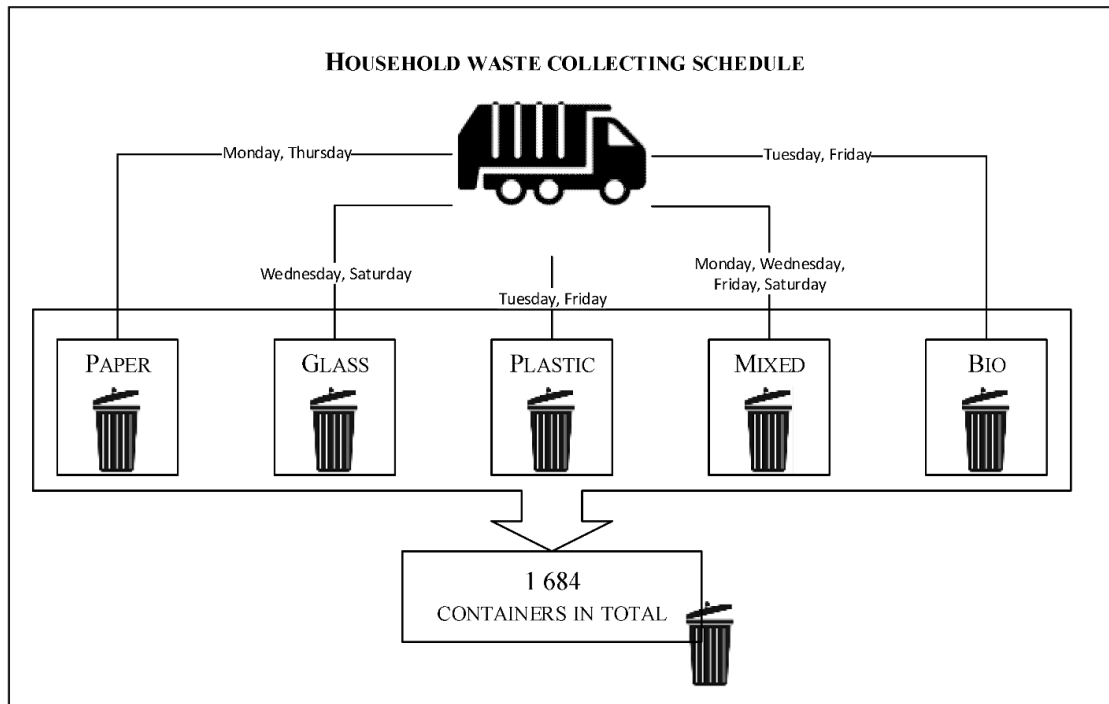 HOUSEHOLD WASTE COLLECTING SCHEDULE
Monday, Thursday
Tuesday, Friday
Wednesday, Saturday
Tuesday, Friday
Monday, Wednesday,
Friday, Saturday
PAPER
GLASS
PLASTIC
MIXED
BIO
1 684
CONTAINERS IN TOTAL